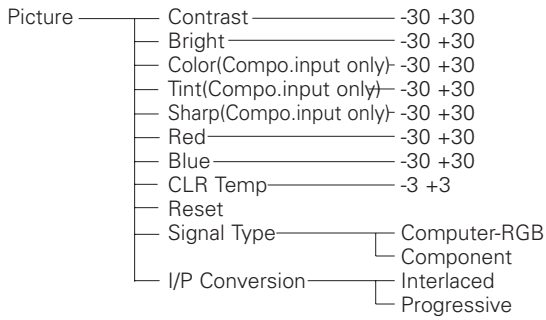 Picture Contrast -30 +30
Bright -30 +30
Color(Compo.input only) -30 +30
Tint(Compo.input only) -30 +30
Sharp(Compo.input only) -30 +30
Red -30 +30
Blue -30 +30
CLR Temp -3 +3
Reset
Signal Type Computer-RGB
Component
I/P Conversion Interlaced
Progressive